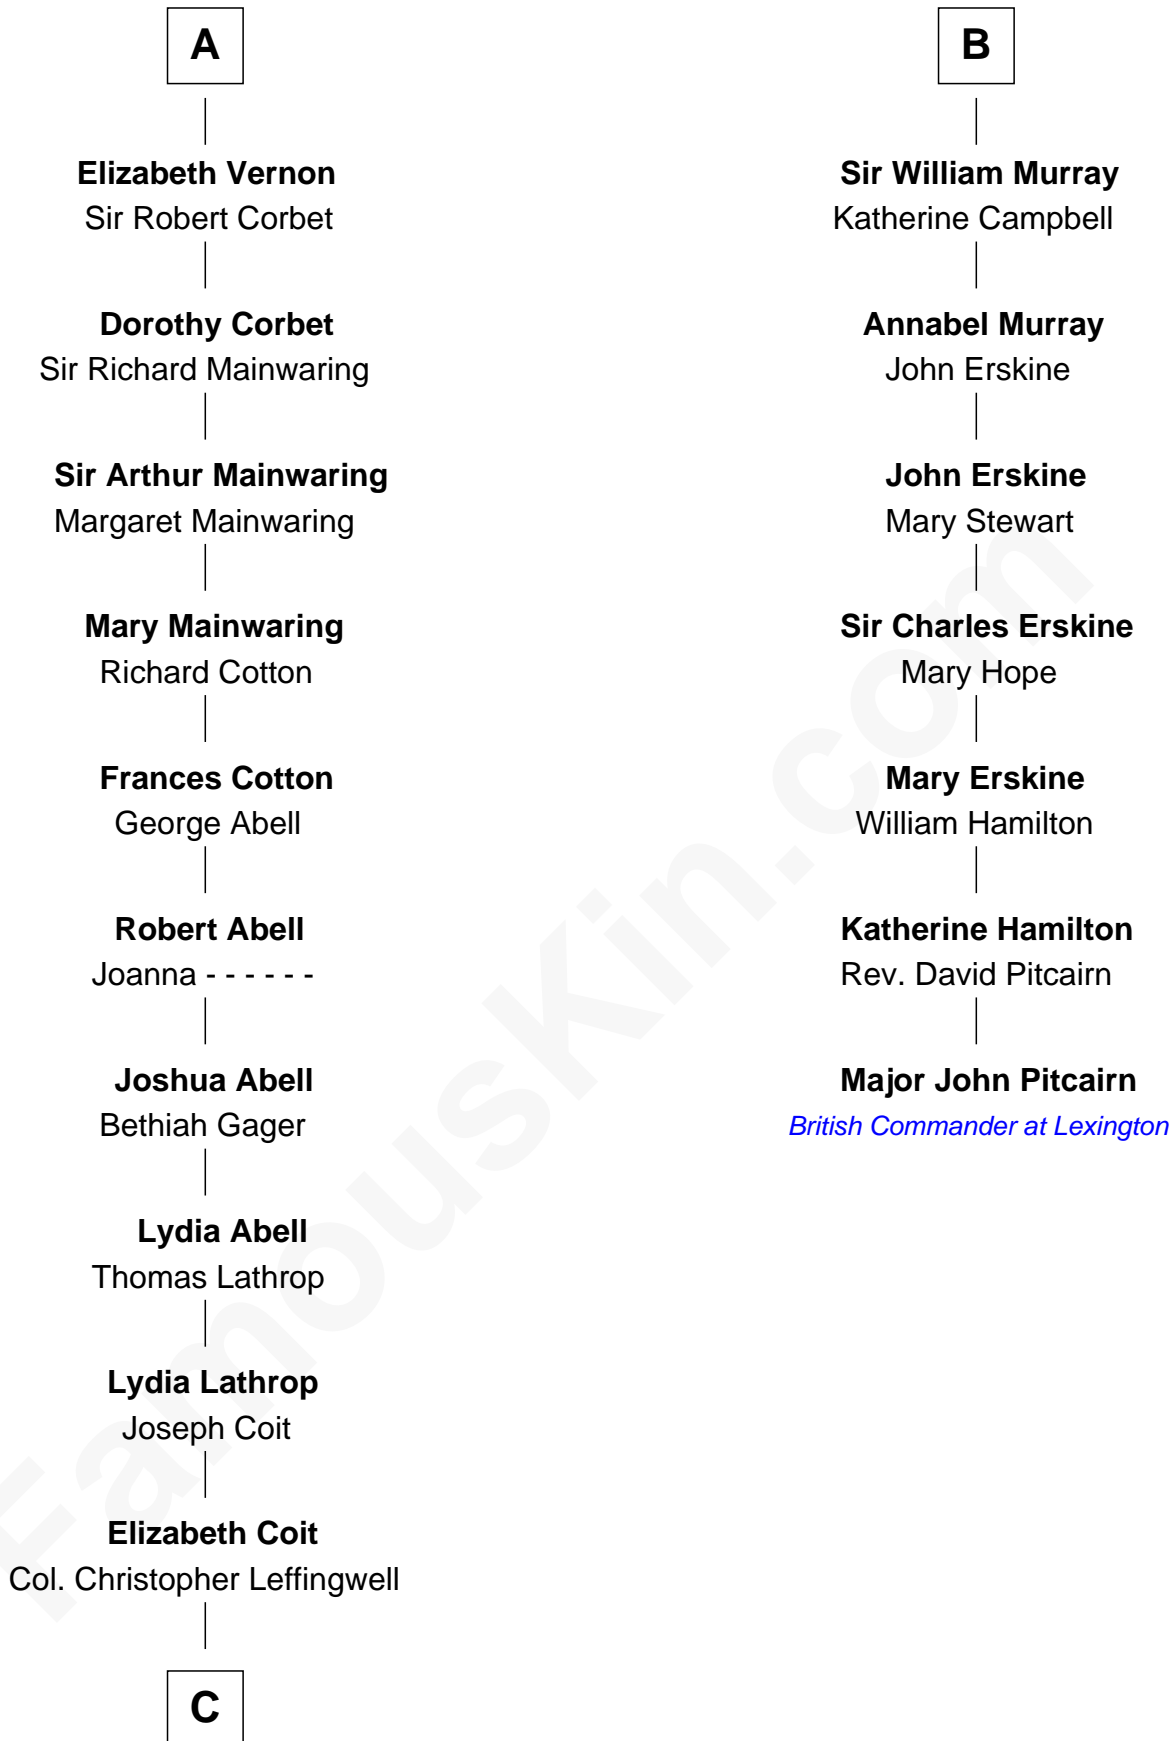 A
Elizabeth Vernon
Sir Robert Corbet
Dorothy Corbet
Sir Richard Mainwaring
Sir Arthur Mainwaring
Margaret Mainwaring
Mary Mainwaring
Richard Cotton
Frances Cotton
George Abell
Robert Abell
Joanna - - - - - -
Joshua Abell
Bethiah Gager
Lydia Abell
Thomas Lathrop
Lydia Lathrop
Joseph Coit
Elizabeth Coit
Col. Christopher Leffingwell
C
B
Sir William Murray
Katherine Campbell
Annabel Murray
John Erskine
John Erskine
Mary Stewart
Sir Charles Erskine
Mary Hope
Mary Erskine
William Hamilton
Katherine Hamilton
Rev. David Pitcairn
Major John Pitcairn
British Commander at Lexington
FamousKin.com